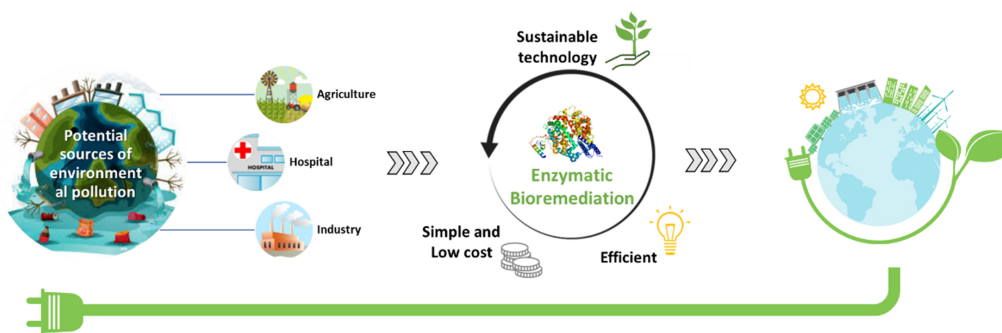 Potential
sources of
environment
al pollution
Agriculture
HOSPITAL
Hospital
Industry
Sustainable
technology
Enzymatic
Bioremediation
Simple and
Low cost
Efficient